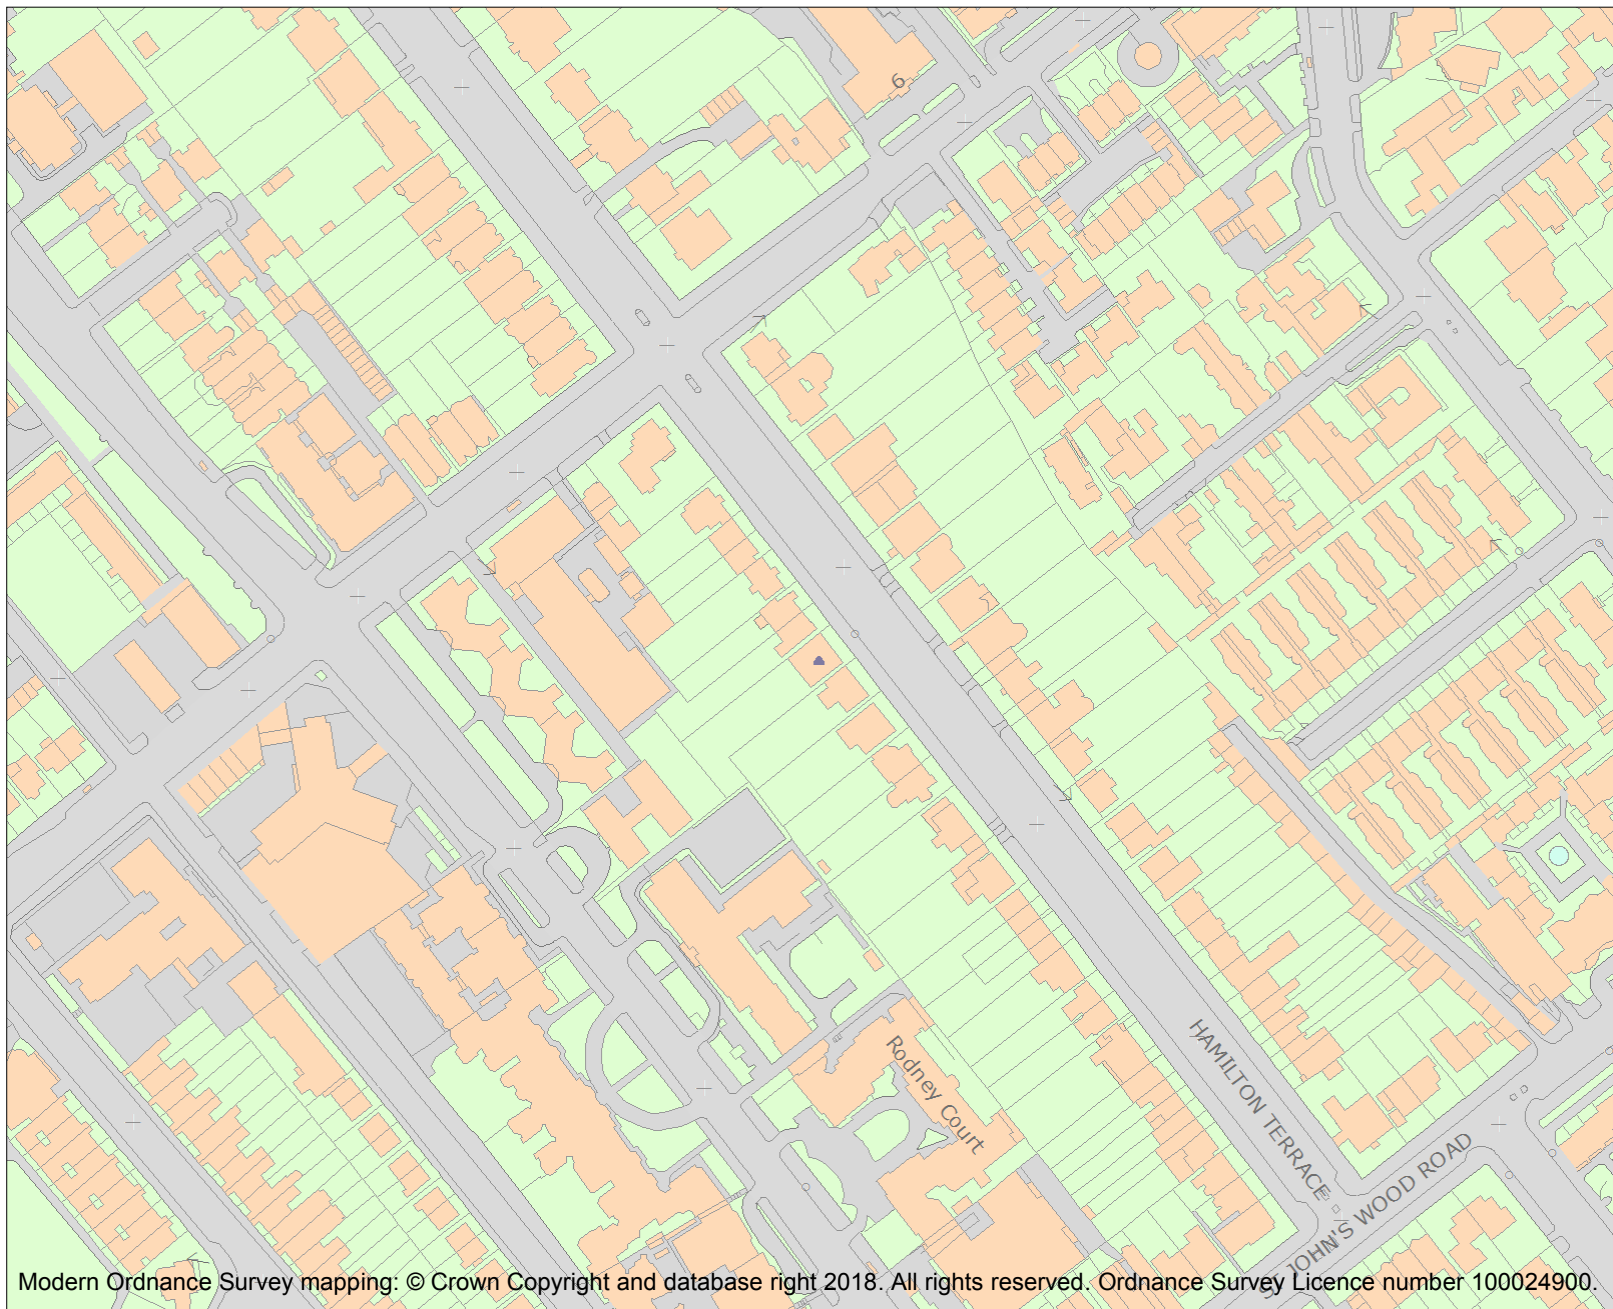 6
Rodney Court
HAMILTON TERRACE
JOHN'S WOOD ROAD
Modern Ordnance Survey mapping: © Crown Copyright and database right 2018. All rights reserved. Ordnance Survey Licence number 100024900.